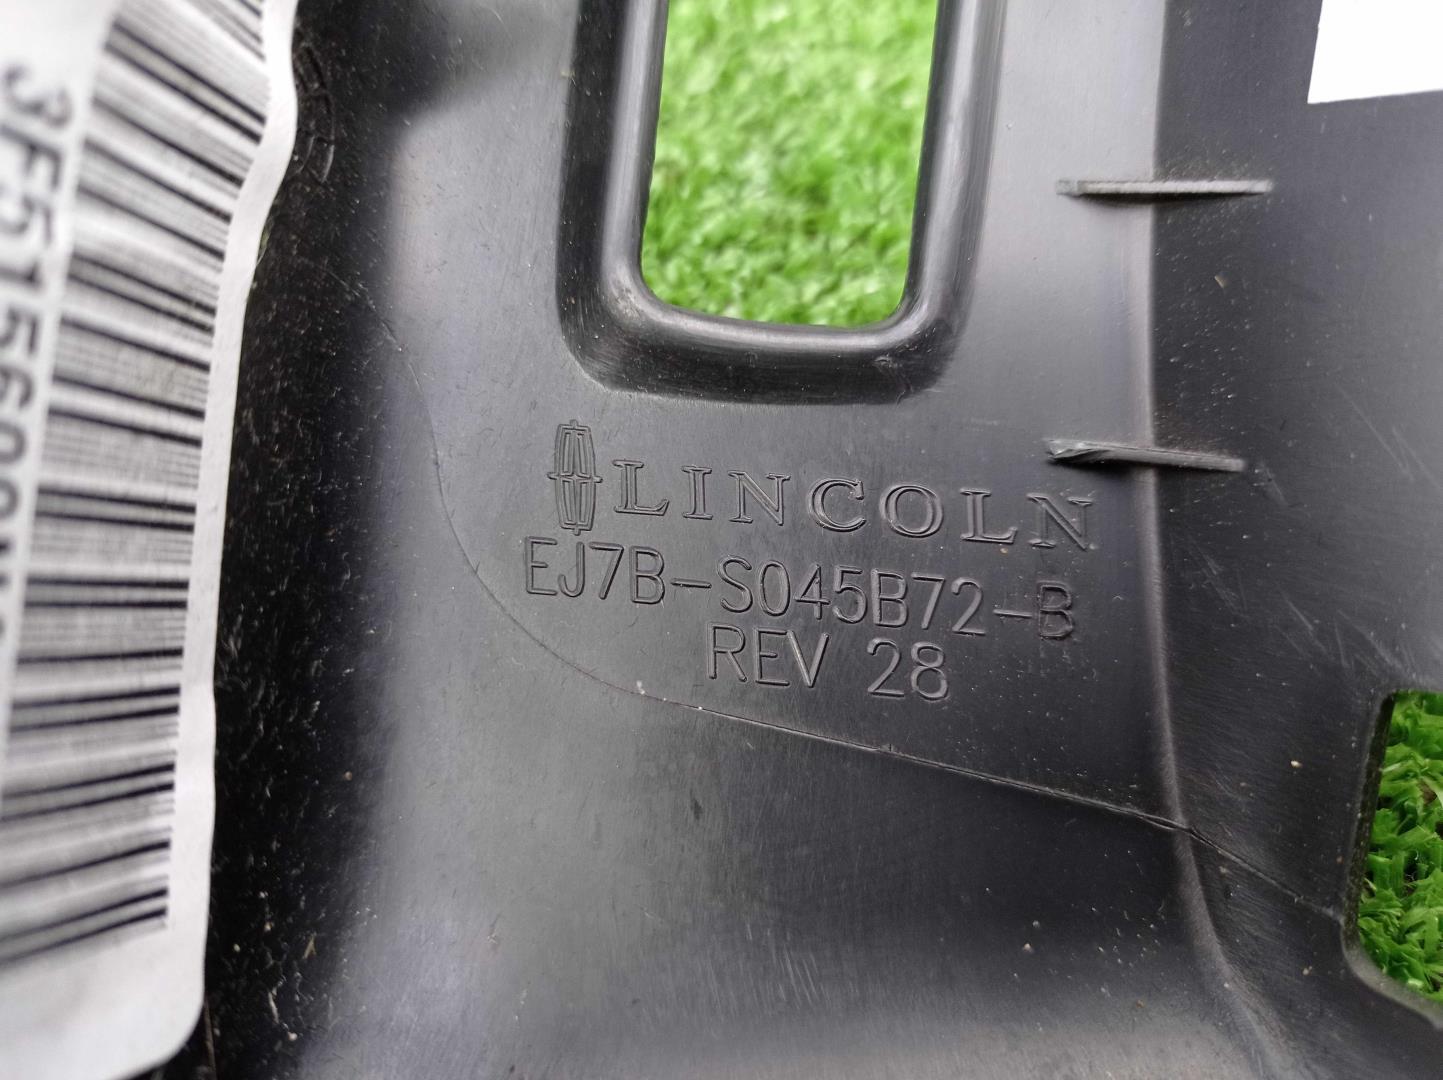 LINCOLN
EJ7B-S045B72-B
REV 28